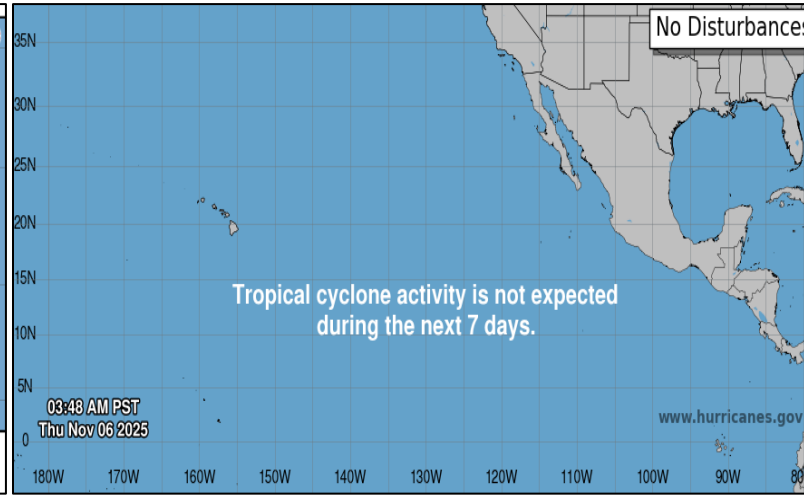 No Disturbances
35N
30N
25N
20N
15N
Tropical cyclone activity is not expected
during the next 7 days.
10N
5N
03:48 AM PST
Thu Nov 06 2025
www.hurricanes.gov
0
180W 170W 160W 150W 140W 130W 120W 110W 100W 90W 80